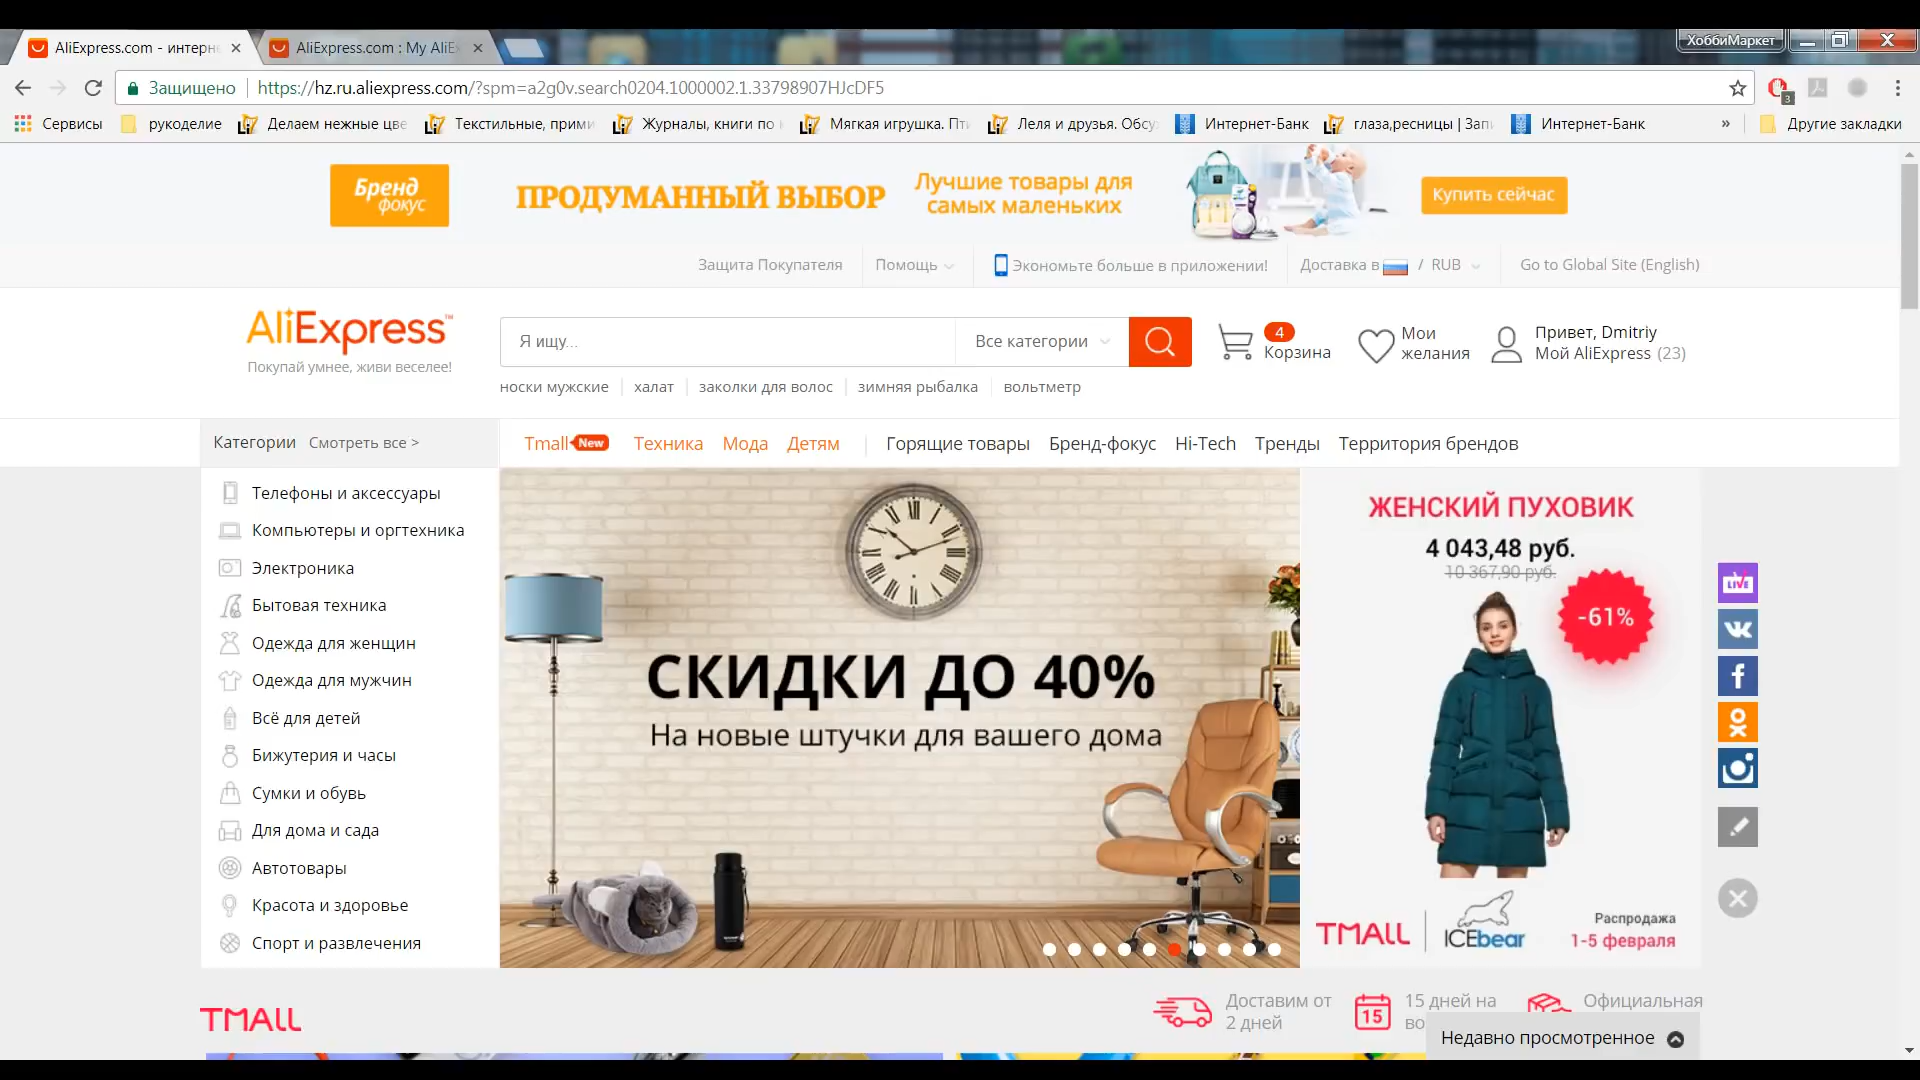 AliExpress.com - интерн
AliExpress.com : My AliE
ХоббиМаркет
Защищено
https://hz.ru.aliexpress.com/?spm=a2g0v.search0204.1000002.1.33798907HJcDF5
3
Сервисы
рукоделие
Делаем нежные цве
Текстильные, прими
Журналы, книги по
Мягкая игрушка. Пти
Леля и друзья. Обсу
Интернет-Банк
глаза,ресницы | Запи
Интернет-Банк
»
Другие закладки
Бренд
фокус
ПРОДУМАННЫЙ ВЫБОР
Лучшие товары для
самых маленьких
Купить сейчас
Защита Покупателя
Помощь
Экономьте больше в приложении!
Доставка в / RUB
Go to Global Site (English)
AliExpress™
Покупай умнее, живи веселее!
Я ищу...
Все категории
4
Корзина
Мои
желания
Привет, Dmitriy
Мой AliExpress (23)
носки мужские
халат
заколки для волос
зимняя рыбалка
вольтметр
Категории
Смотреть все >
Tmall New
Техника
Мода
Детям
Горящие товары
Бренд-фокус
Hi-Tech
Тренды
Территория брендов
Телефоны и аксессуары
Компьютеры и оргтехника
Электроника
Бытовая техника
Одежда для женщин
Одежда для мужчин
Всё для детей
Бижутерия и часы
Сумки и обувь
Для дома и сада
Автотовары
Красота и здоровье
Спорт и развлечения
СКИДКИ ДО 40%
На новые штучки для вашего дома
ЖЕНСКИЙ ПУХОВИК
4 043,48 руб.
10 367,90 руб.
-61%
TMALL
ICEbear
Распродажа
1-5 февраля
LIVE
TMALL
Доставим от
2 дней
15
15 дней на
во
Официальная
Недавно просмотренное